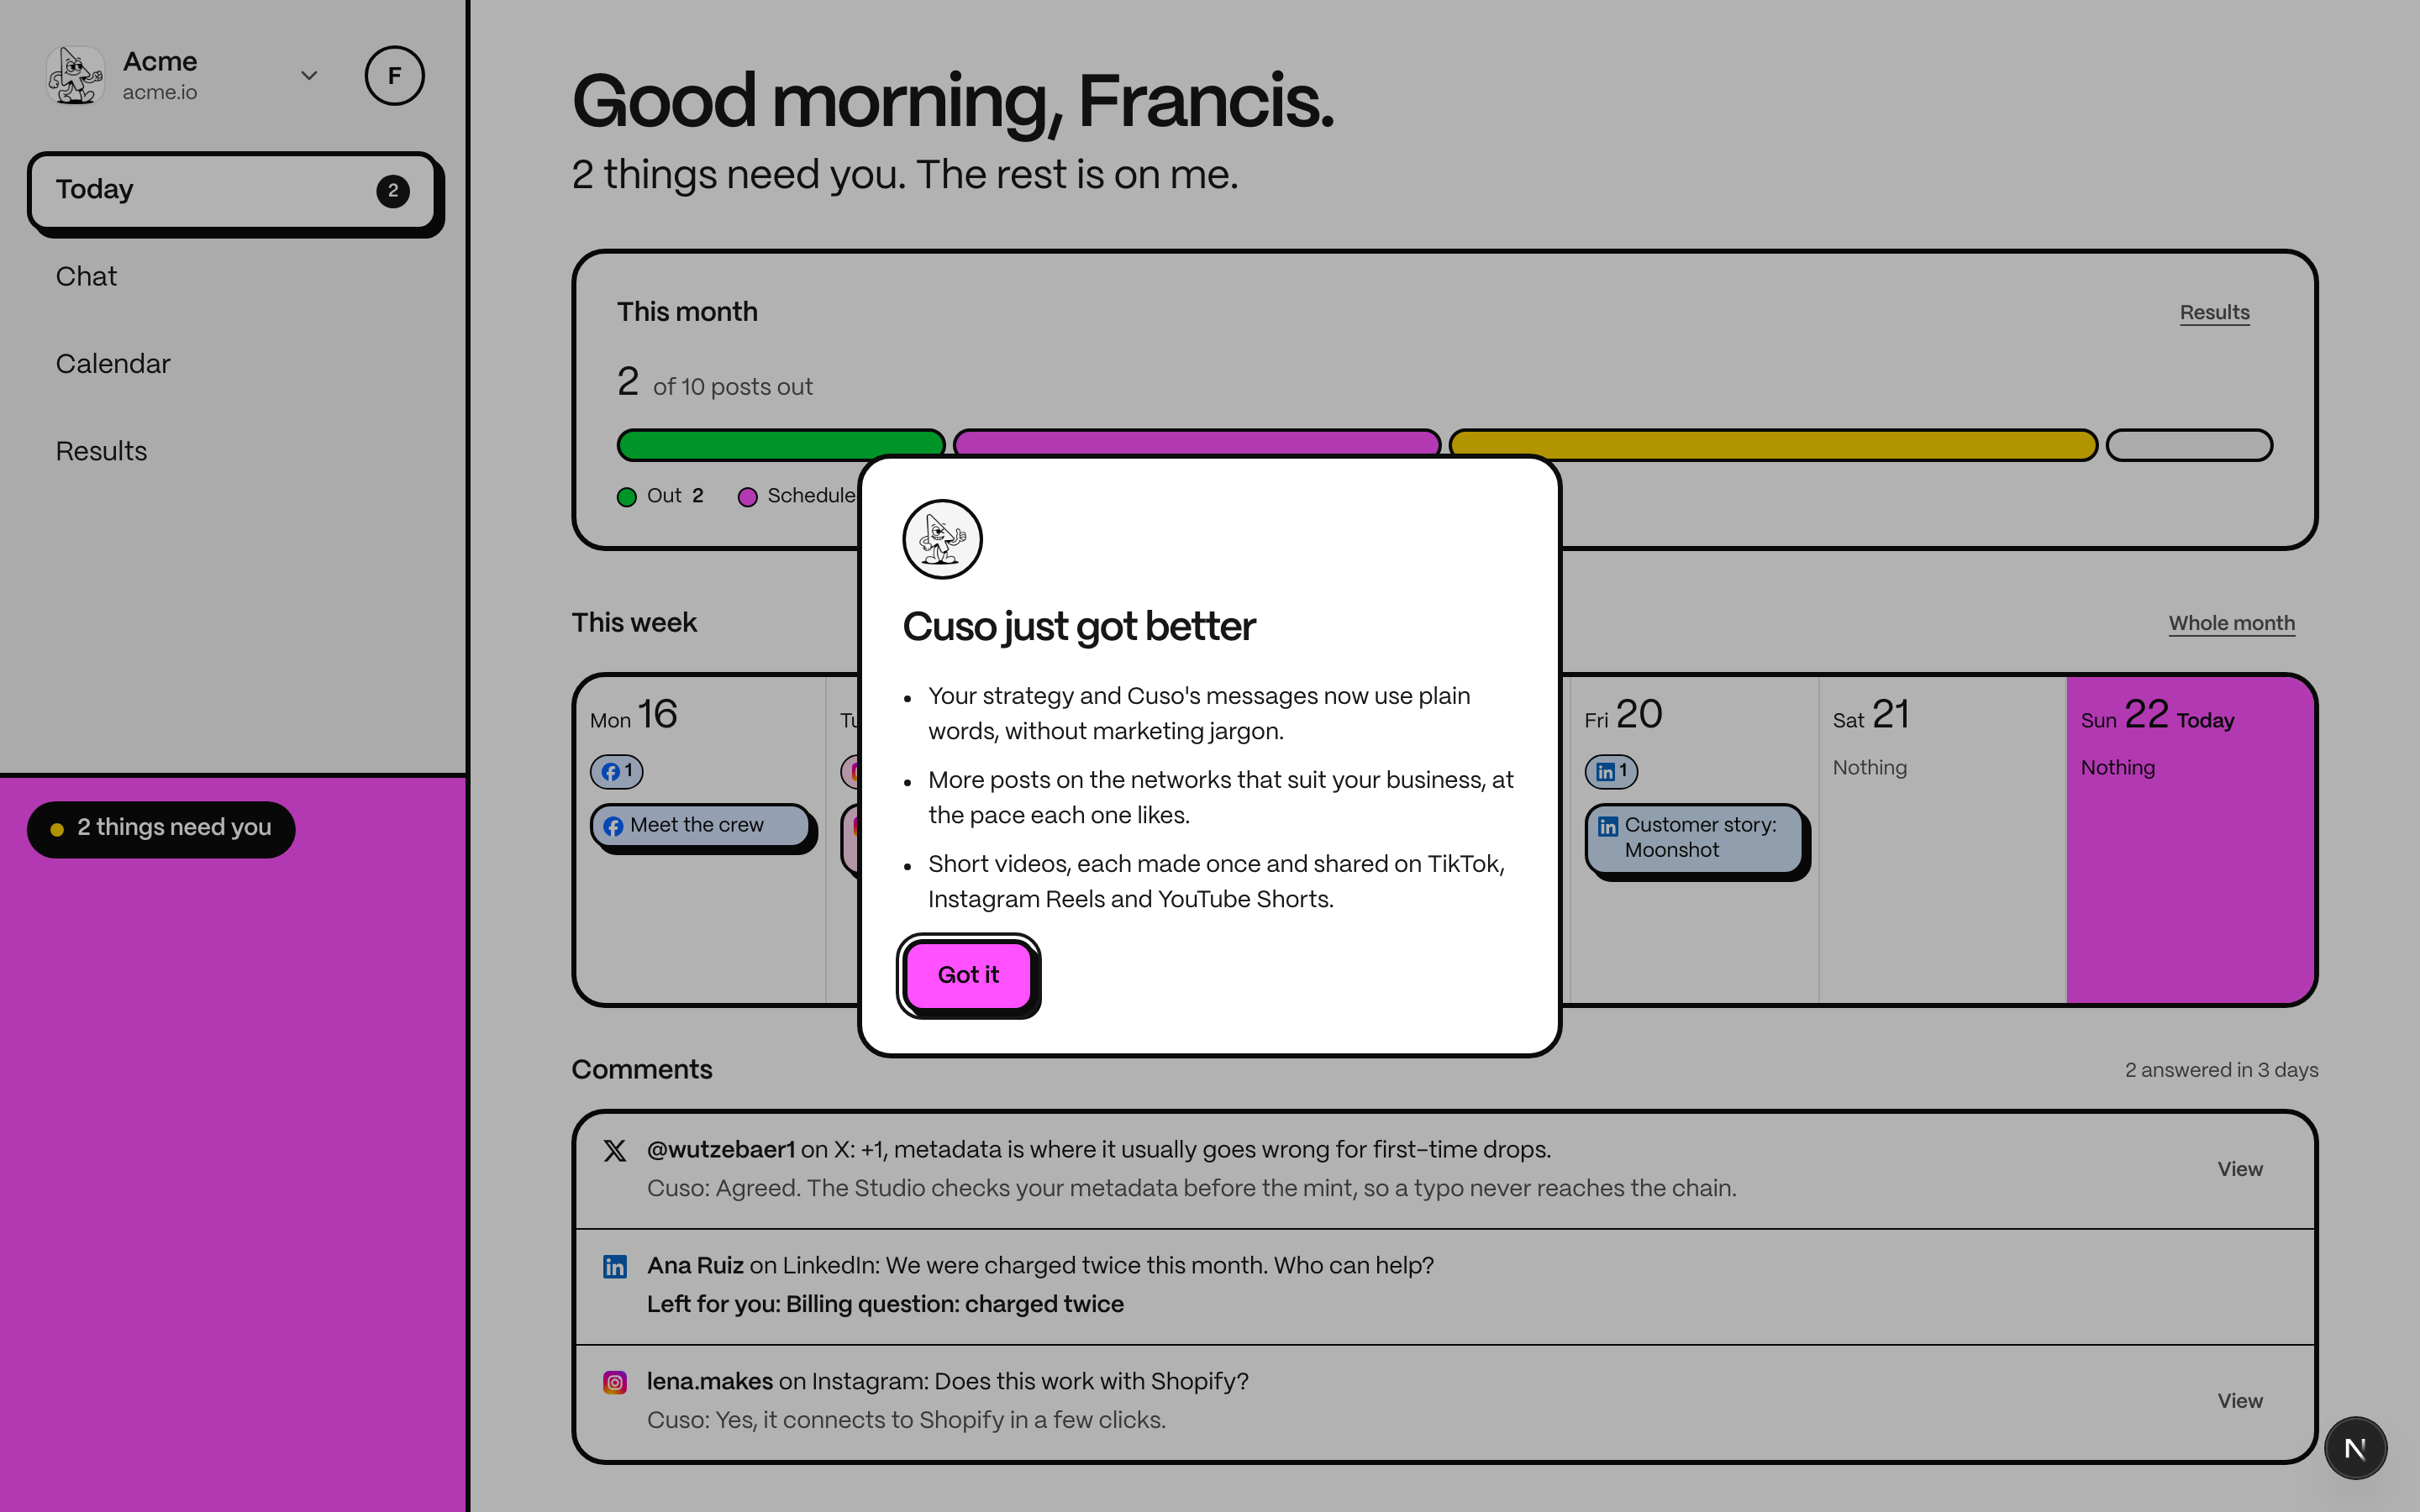 Acme
acme.io
F
Today 2
Chat
Calendar
Results
2 things need you
Good morning, Francis.
2 things need you. The rest is on me.
This month
Results
2 of 10 posts out
Out 2
Schedule
This week
Whole month
Mon 16
1
Meet the crew
Fri 20
1
Customer story:
Moonshot
Sat 21
Nothing
Sun 22 Today
Nothing
Cuso just got better
• Your strategy and Cuso's messages now use plain
words, without marketing jargon.
• More posts on the networks that suit your business, at
the pace each one likes.
• Short videos, each made once and shared on TikTok,
Instagram Reels and YouTube Shorts.
Got it
Comments
2 answered in 3 days
@wutzebaer1 on X: +1, metadata is where it usually goes wrong for first-time drops.
Cuso: Agreed. The Studio checks your metadata before the mint, so a typo never reaches the chain.
View
Ana Ruiz on LinkedIn: We were charged twice this month. Who can help?
Left for you: Billing question: charged twice
lena.makes on Instagram: Does this work with Shopify?
Cuso: Yes, it connects to Shopify in a few clicks.
View
N